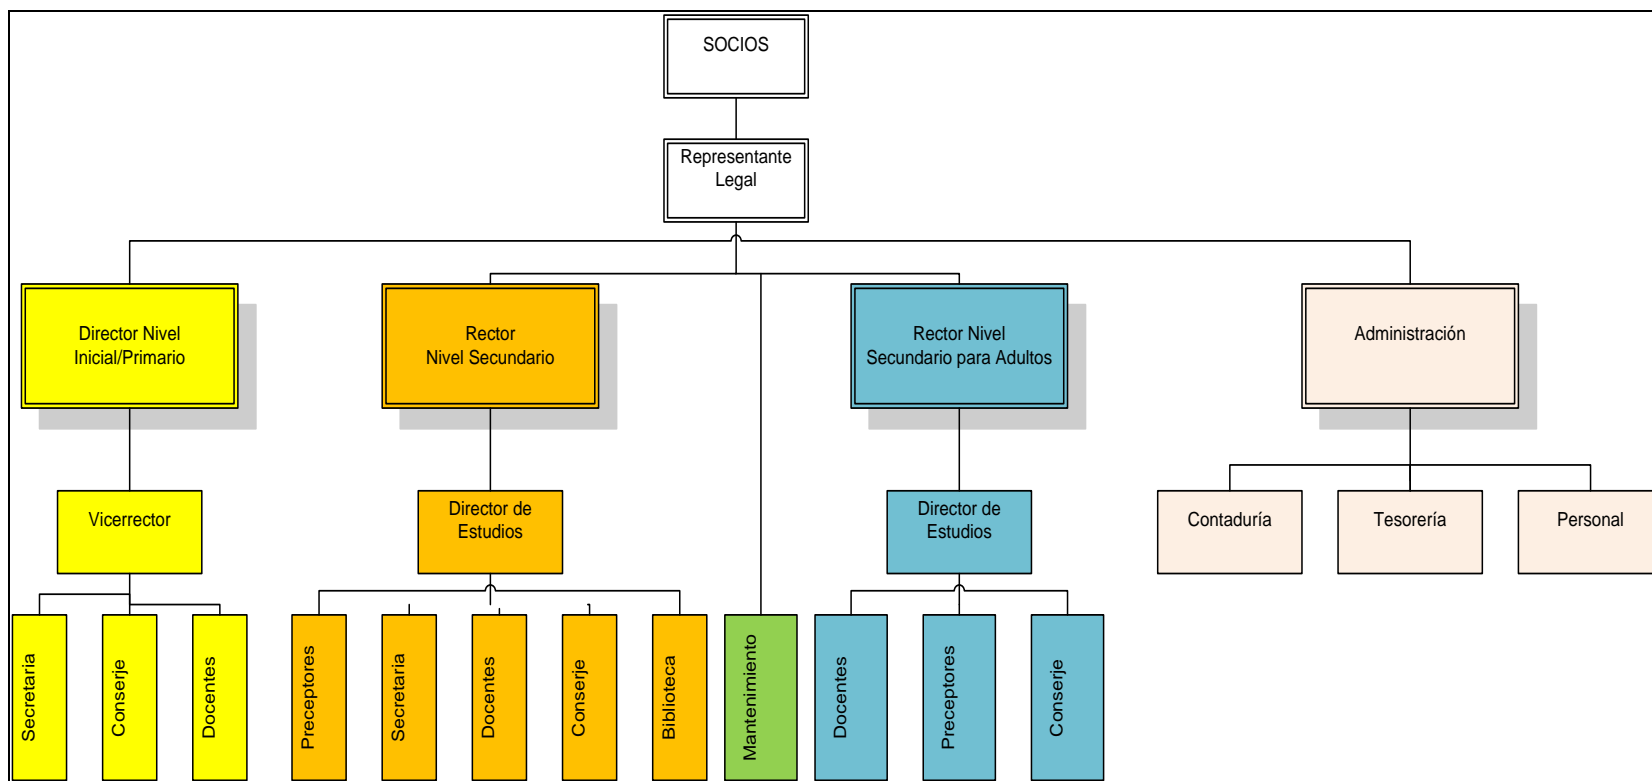 SOCIOS
Representante
Legal
Director Nivel
Inicial/Primario
Rector
Nivel Secundario
Rector Nivel
Secundario para Adultos
Administración
Vicerrector
Director de
Estudios
Director de
Estudios
Contaduría
Tesorería
Personal
Secretaria
Conserje
Docentes
Preceptores
Secretaria
Docentes
Conserje
Biblioteca
Mantenimiento
Docentes
Preceptores
Conserje